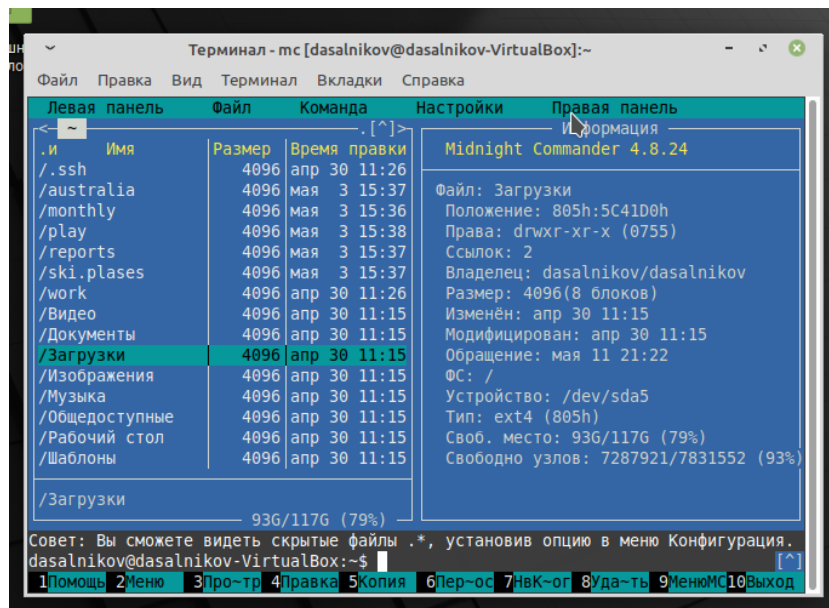 Терминал - mc [dasalnikov@dasalnikov-VirtualBox]:~
Файл Правка Вид Терминал Вкладки Справка
Левая панель Файл Команда Настройки Правая панель
<- ~ .[^]> Информация
.и Имя Размер Время правки Midnight Commander 4.8.24
/.ssh 4096 апр 30 11:26
/australia 4096 мая 3 15:37 Файл: Загрузки
/monthly 4096 мая 3 15:36 Положение: 805h:5C41D0h
/play 4096 мая 3 15:38 Права: drwxr-xr-x (0755)
/reports 4096 мая 3 15:37 Ссылок: 2
/ski.plases 4096 мая 3 15:37 Владелец: dasalnikov/dasalnikov
/work 4096 апр 30 11:26 Размер: 4096(8 блоков)
/Видео 4096 апр 30 11:15 Изменён: апр 30 11:15
/Документы 4096 апр 30 11:15 Модифицирован: апр 30 11:15
/Загрузки 4096 апр 30 11:15 Обращение: мая 11 21:22
/Изображения 4096 апр 30 11:15 ФС: /
/Музыка 4096 апр 30 11:15 Устройство: /dev/sda5
/Общедоступные 4096 апр 30 11:15 Тип: ext4 (805h)
/Рабочий стол 4096 апр 30 11:15 Своб. место: 93G/117G (79%)
/Шаблоны 4096 апр 30 11:15 Свободно узлов: 7287921/7831552 (93%)
/Загрузки
93G/117G (79%)
Совет: Вы сможете видеть скрытые файлы .*, установив опцию в меню Конфигурация.
dasalnikov@dasalnikov-VirtualBox:~$ [^]
1Помощь 2Меню 3Про~тр 4Правка 5Копия 6Пер~ос 7НвК~ог 8Уда~ть 9МенюMC 10Выход